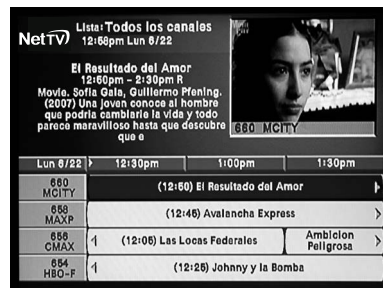 NetTV
Lista: Todos los canales
12:58pm Lun 6/22
El Resultado del Amor
12:50pm - 2:30pm R
Movie. Sofia Gala, Guillermo Pfening.
(2007) Una joven conoce al hombre
que podria cambiarle la vida y todo
parece maravilloso hasta que descubre
que e
660 MCITY
Lun 6/22 12:30pm 1:00pm 1:30pm
660 MCITY (12:50) El Resultado del Amor
658 MAXP (12:45) Avalancha Express
656 CMAX (12:05) Las Locas Federales Ambicion Peligrosa
654 HBO-F (12:25) Johnny y la Bomba